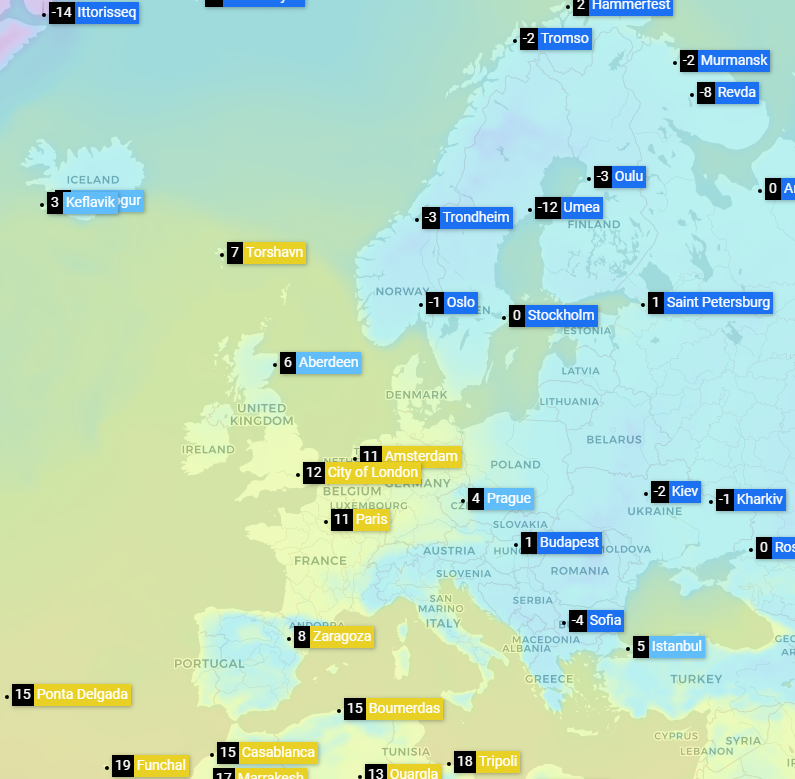 2 Hammerfest
-14 Ittorisseq
-2 Tromso
-2 Murmansk
-8 Revda
ICELAND
-3 Oulu
0
3 Keflavik
-12 Umea
-3 Trondheim
FINLAND
7 Torshavn
NORWAY
-1 Oslo
1 Saint Petersburg
0 Stockholm
ESTONIA
6 Aberdeen
LATVIA
DENMARK
LITHUANIA
UNITED
KINGDOM
BELARUS
IRELAND
11 Amsterdam
POLAND
12 City of London
GERMANY
BELGIUM
-2 Kiev
4 Prague
-1 Kharkiv
LUXEMBOURG
UKRAINE
11 Paris
SLOVAKIA
1 Budapest
0
AUSTRIA
FRANCE
ROMANIA
SLOVENIA
SAN
MARINO
SERBIA
ITALY
-4 Sofia
ANDORRA
8 Zaragoza
MACEDONIA
ALBANIA
5 Istanbul
PORTUGAL
GREECE
TURKEY
15 Ponta Delgada
15 Boumerdas
CYPRUS
SYRIA
LEBANON
15 Casablanca
TUNISIA
18 Tripoli
19 Funchal
17 Marrakesh
13 Ouargla